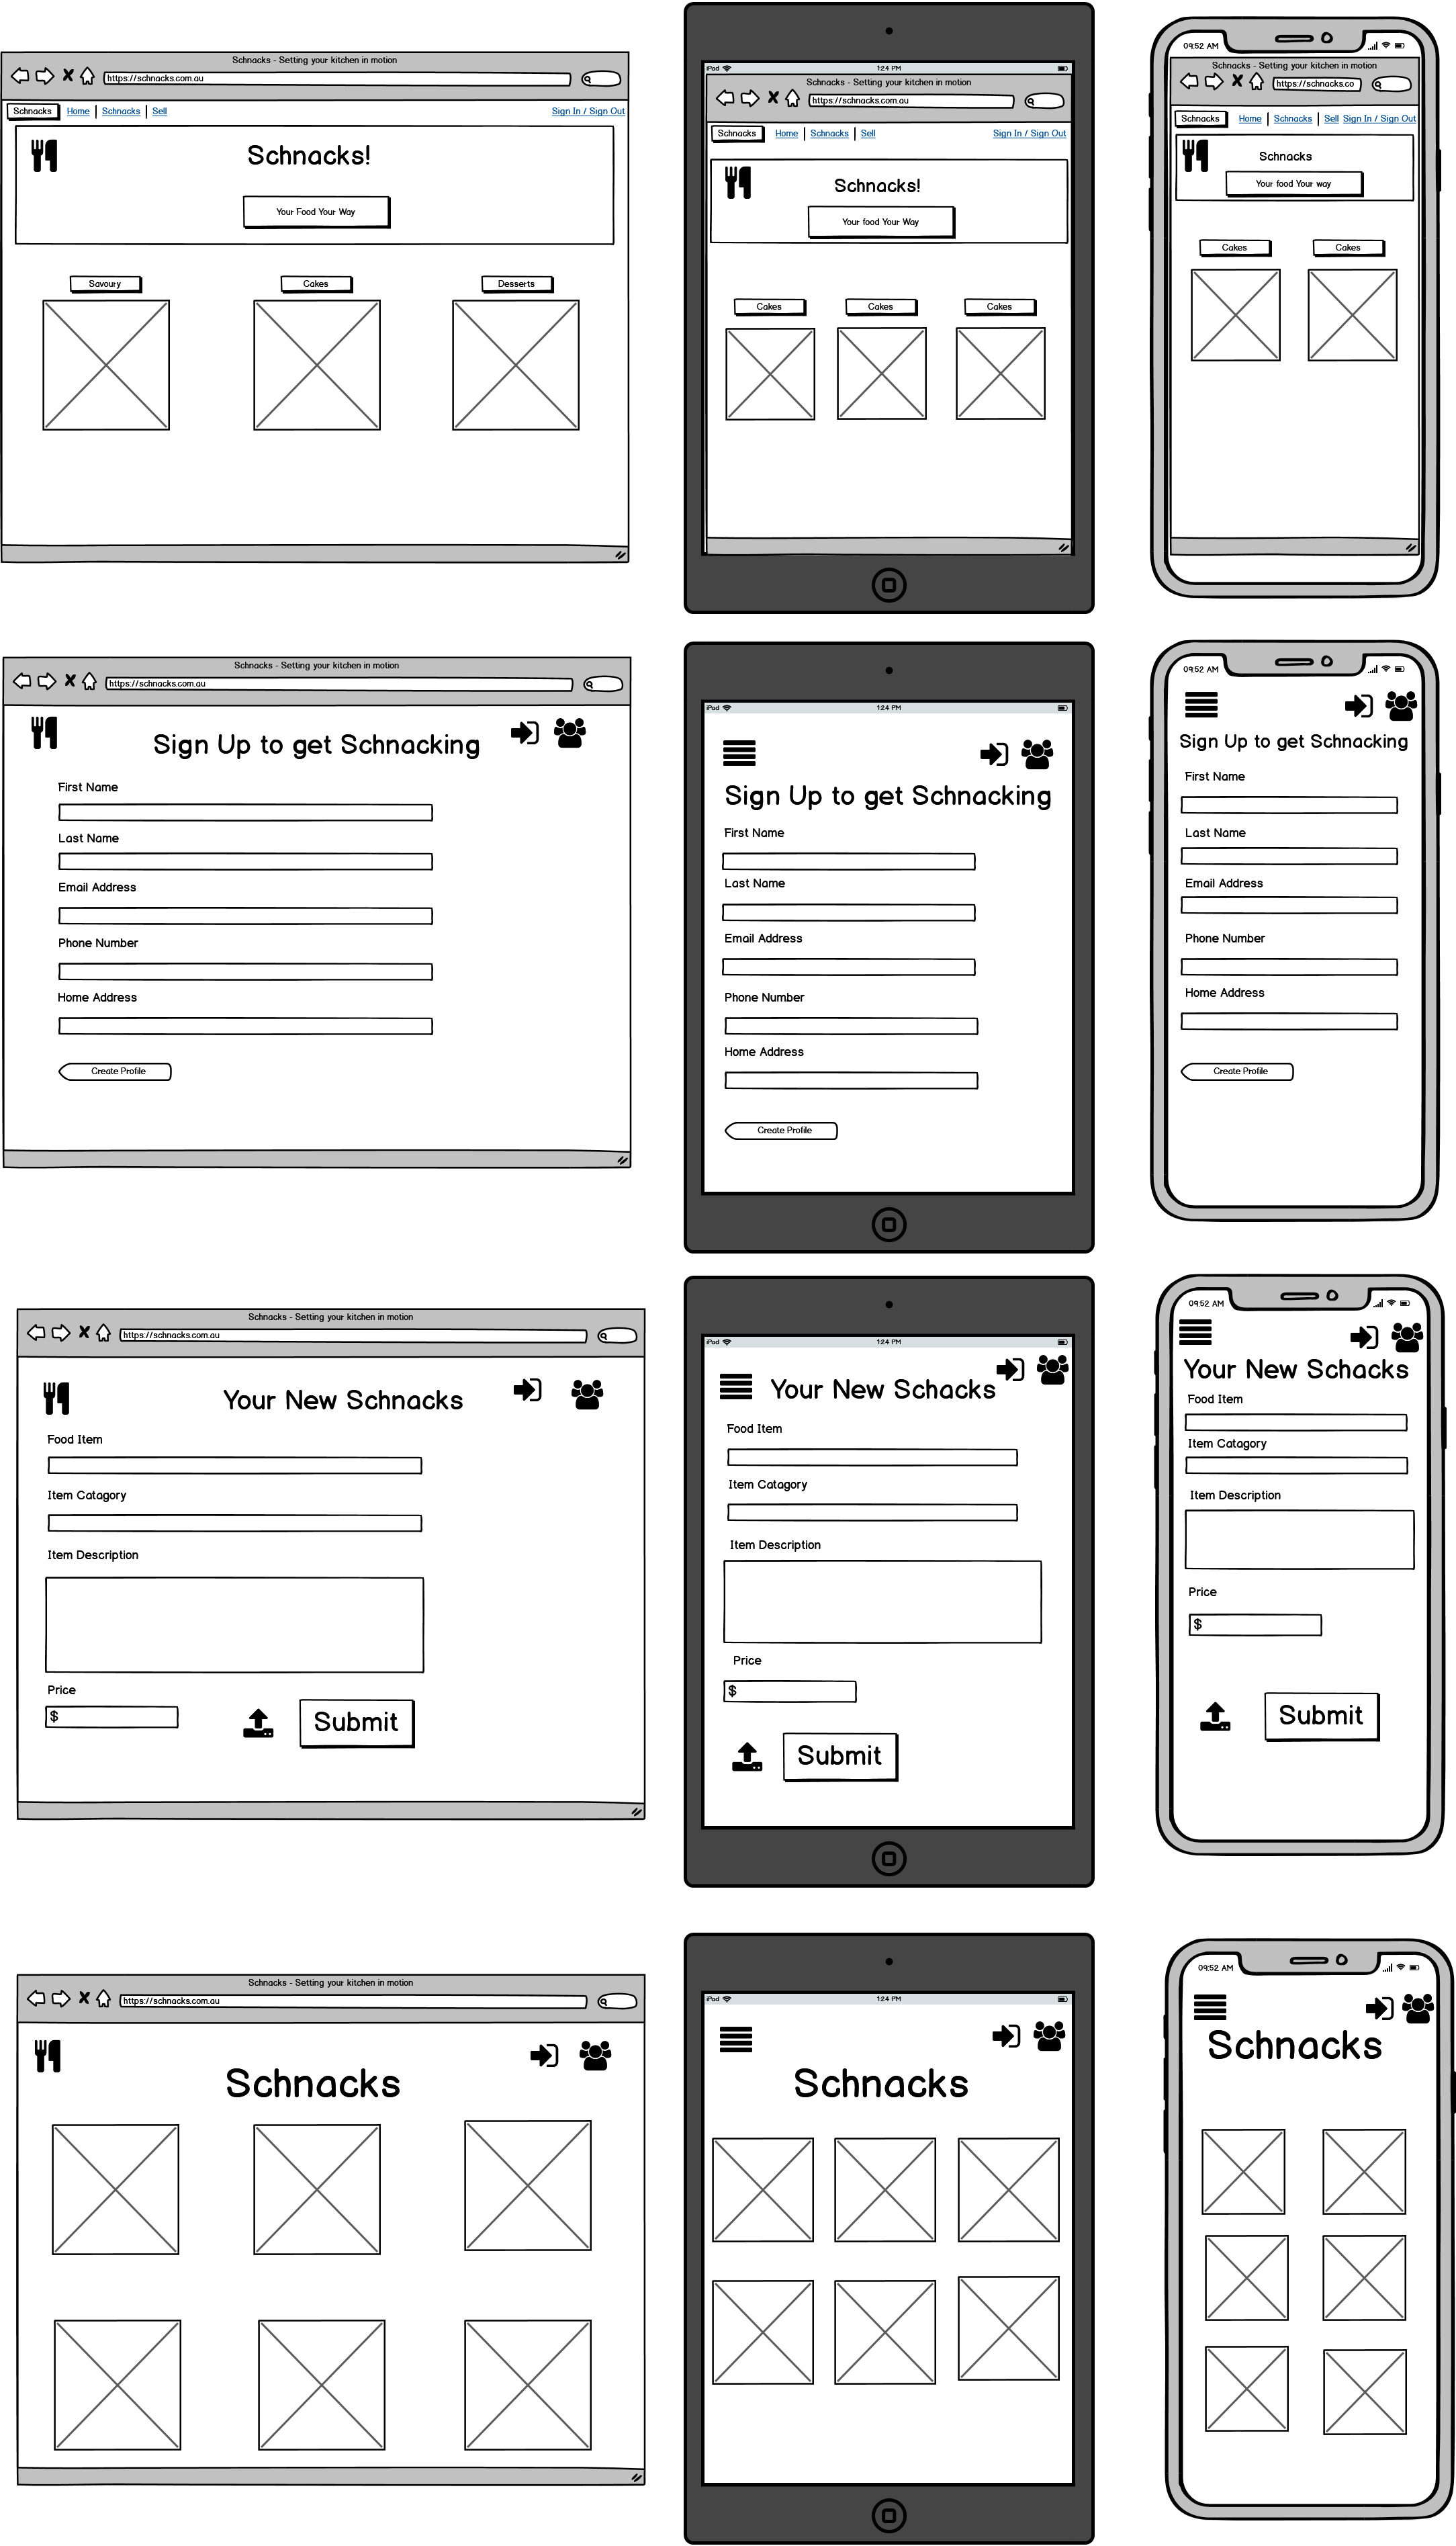 Schnacks - Setting your kitchen in motion
https://schnacks.com.au
Schnacks Home Schnacks Sell Sign In / Sign Out
Schnacks!
Your Food Your Way
Savoury Cakes Desserts
iPad 1:24 PM
Schnacks - Setting your kitchen in motion
https://schnacks.com.au
Schnacks Home Schnacks Sell Sign In / Sign Out
Schnacks!
Your food Your Way
Cakes Cakes Cakes
09:52 AM
Schnacks - Setting your kitchen in motion
https://schnacks.co
Schnacks Home Schnacks Sell Sign In / Sign Out
Schnacks
Your food Your way
Cakes Cakes
Schnacks - Setting your kitchen in motion
https://schnacks.com.au
Sign Up to get Schnacking
First Name
Last Name
Email Address
Phone Number
Home Address
Create Profile
iPad 1:24 PM
Sign Up to get Schnacking
First Name
Last Name
Email Address
Phone Number
Home Address
Create Profile
09:52 AM
Sign Up to get Schnacking
First Name
Last Name
Email Address
Phone Number
Home Address
Create Profile
Schnacks - Setting your kitchen in motion
https://schnacks.com.au
Your New Schnacks
Food Item
Item Catagory
Item Description
Price
$
Submit
iPad 1:24 PM
Your New Schacks
Food Item
Item Catagory
Item Description
Price
$
Submit
09:52 AM
Your New Schacks
Food Item
Item Catagory
Item Description
Price
$
Submit
Schnacks - Setting your kitchen in motion
https://schnacks.com.au
Schnacks
iPad 1:24 PM
Schnacks
09:52 AM
Schnacks